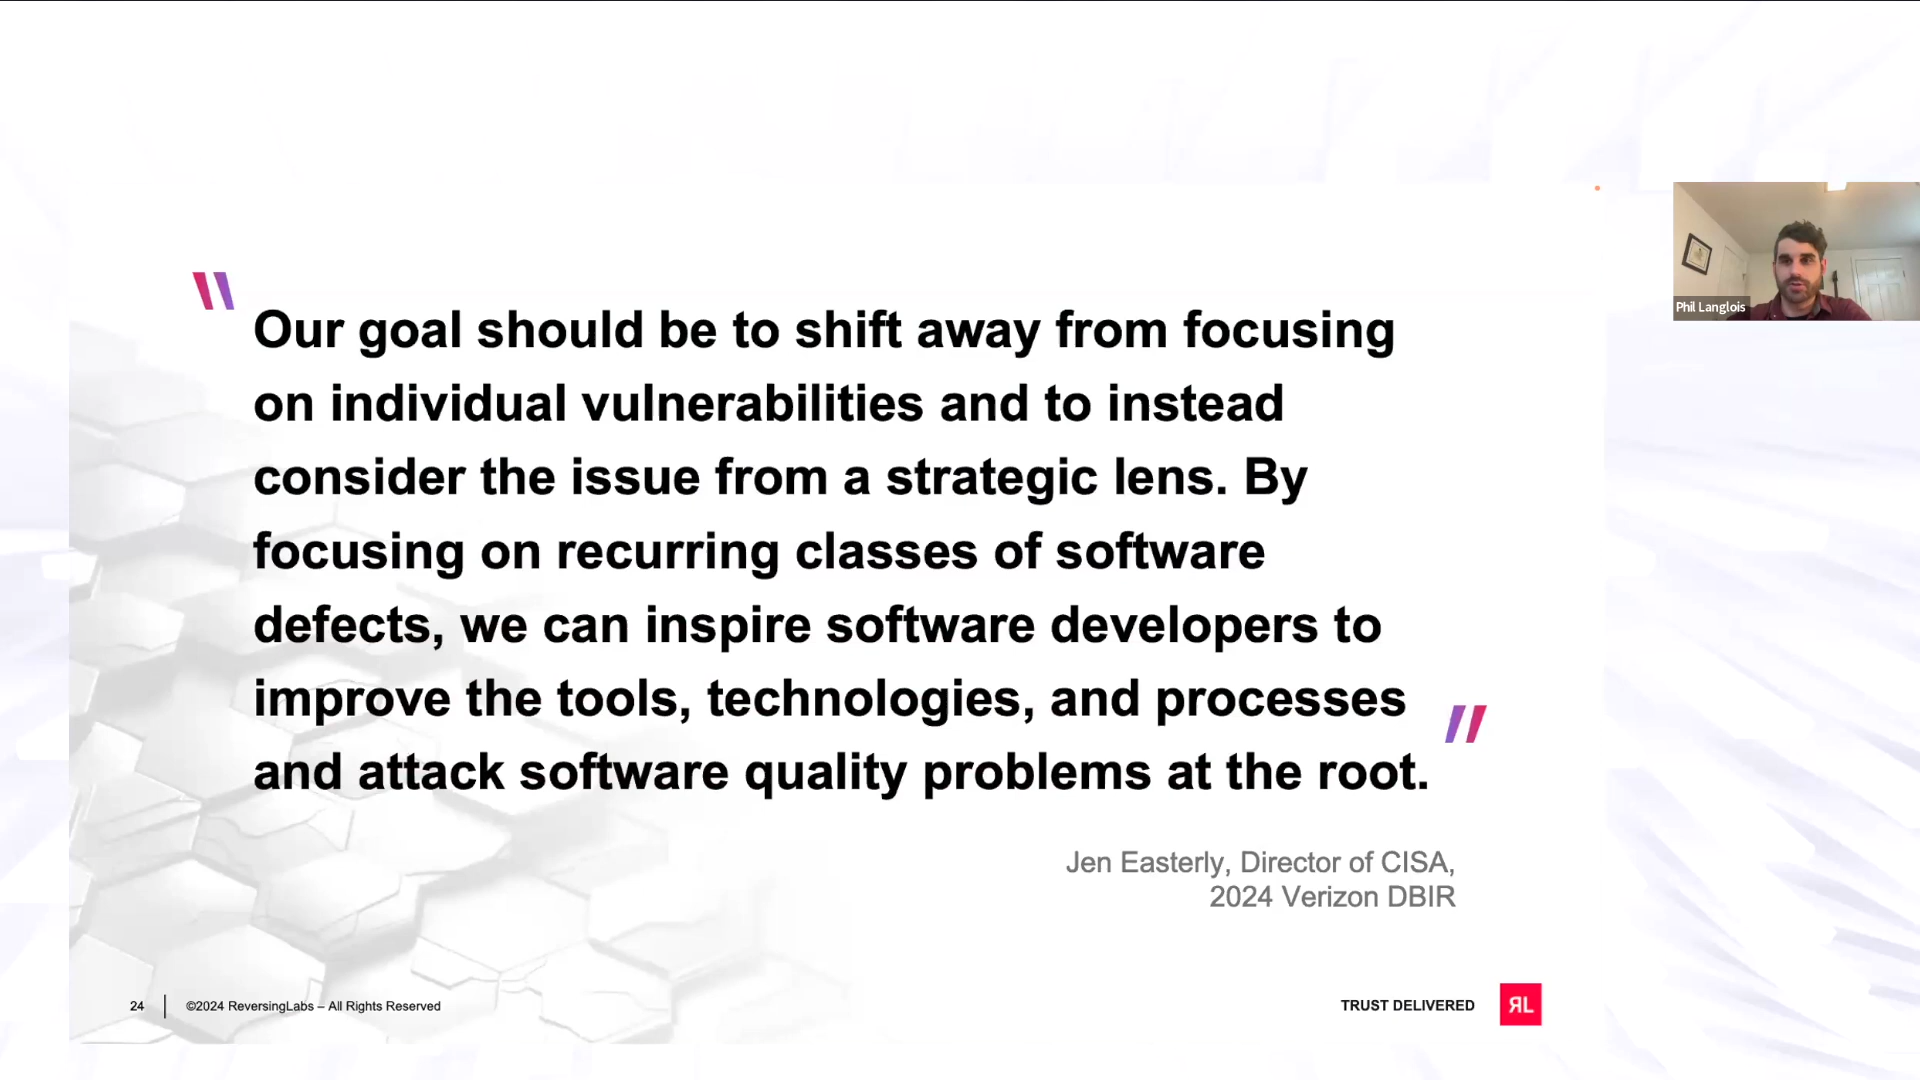 Our goal should be to shift away from focusing
on individual vulnerabilities and to instead
consider the issue from a strategic lens. By
focusing on recurring classes of software
defects, we can inspire software developers to
improve the tools, technologies, and processes
and attack software quality problems at the root.
Jen Easterly, Director of CISA,
2024 Verizon DBIR
24
©2024 ReversingLabs – All Rights Reserved
TRUST DELIVERED
RL
Phil Langlois